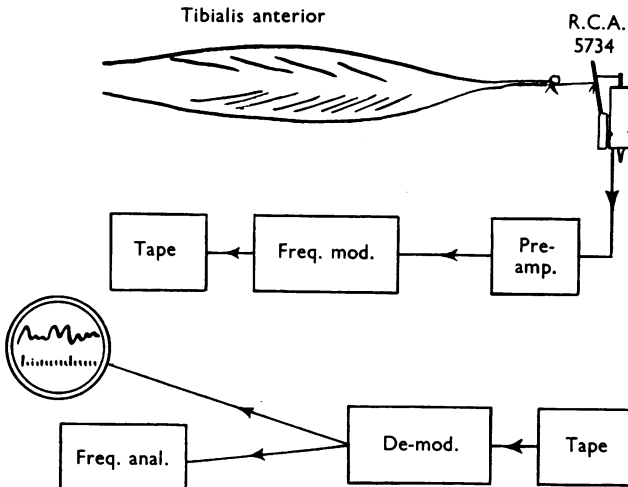 Tibialis anterior
R.C.A.
5734
Tape
Freq. mod.
Pre-
amp.
Freq. anal.
De-mod.
Tape